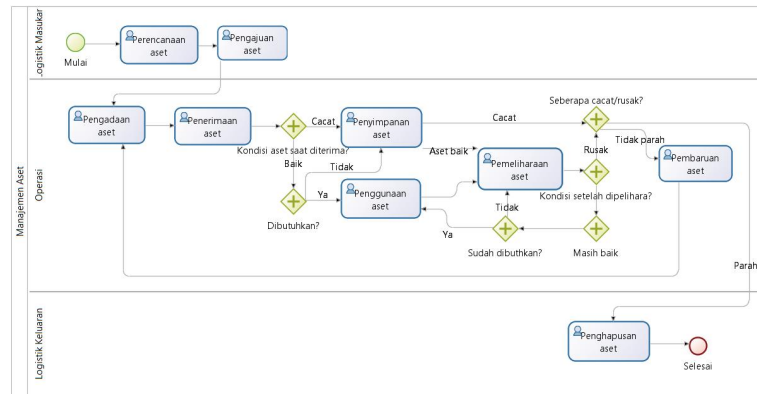 Manajemen Aset
Logistik Masukar
Mulai
Perencanaan
aset
Pengajuan
aset
Operasi
Pengadaan
aset
Penerimaan
aset
Kondisi aset saat diterima?
Cacat
Baik
Penyimpanan
aset
Cacat
Seberapa cacat/rusak?
Tidak
Aset baik
Ya
Dibutuhkan?
Penggunaan
aset
Pemeliharaan
aset
Rusak
Tidak parah
Pembaruan
aset
Kondisi setelah dipelihara?
Tidak
Ya
Sudah dibuthkan?
Masih baik
Parah
Logistik Keluaran
Penghapusan
aset
Selesai